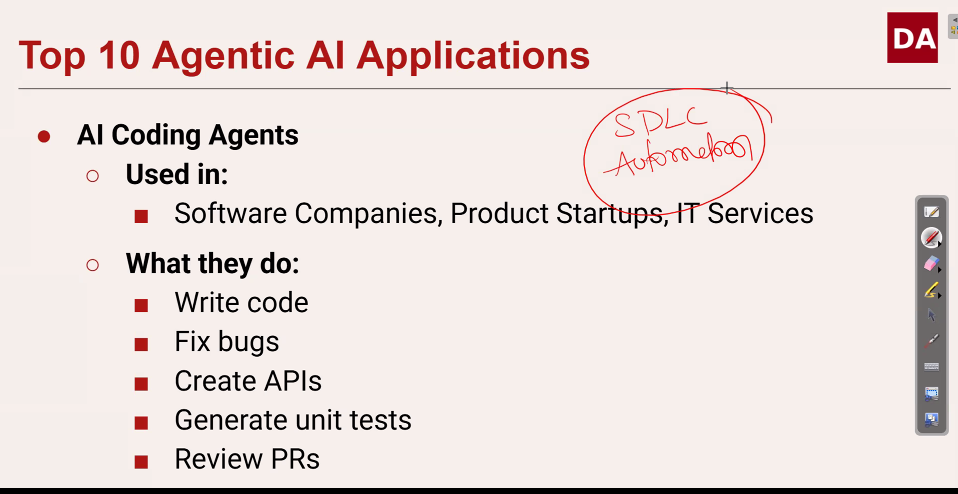 Top 10 Agentic AI Applications
DA
SDLC
Automation
AI Coding Agents
Used in:
Software Companies, Product Startups, IT Services
What they do:
Write code
Fix bugs
Create APIs
Generate unit tests
Review PRs